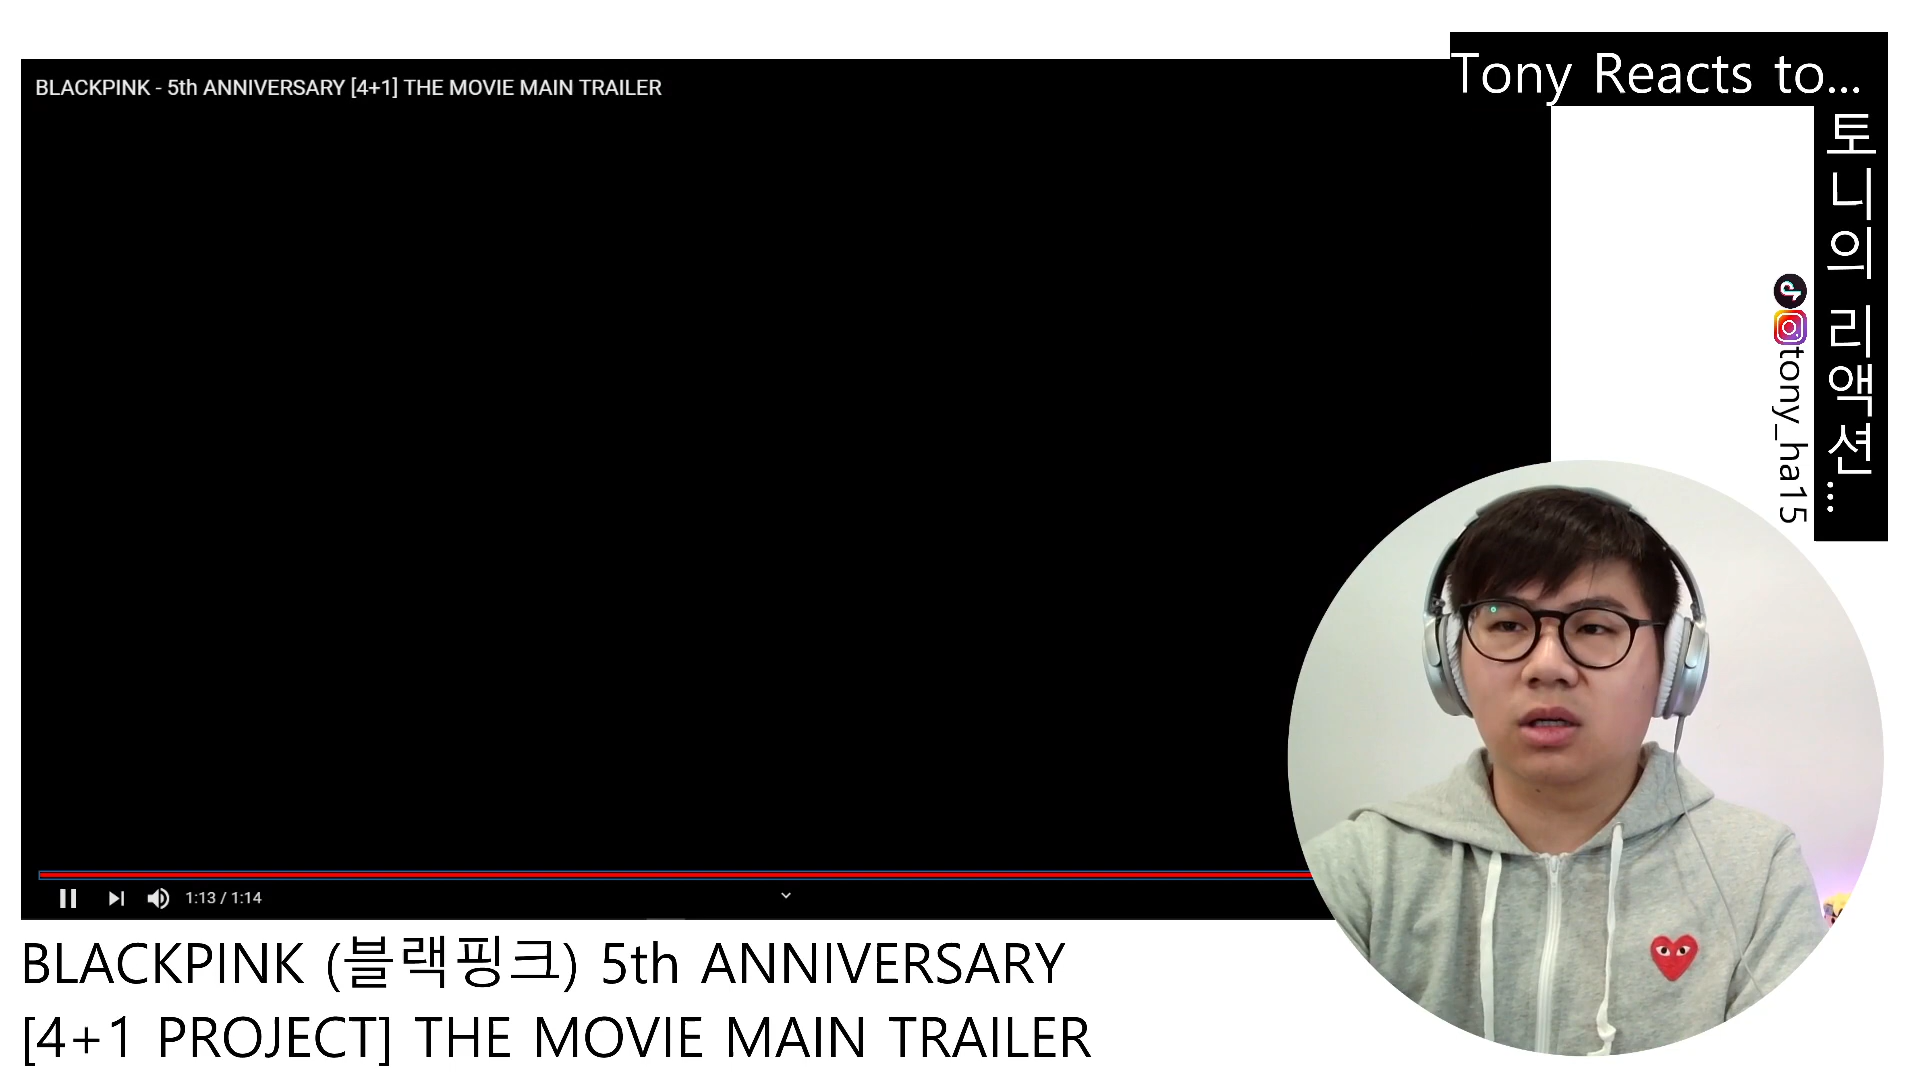 BLACKPINK - 5th ANNIVERSARY [4+1] THE MOVIE MAIN TRAILER
Tony Reacts to...
토니의 리액션...
tony_ha15
1:13 / 1:14
BLACKPINK (블랙핑크) 5th ANNIVERSARY
[4+1 PROJECT] THE MOVIE MAIN TRAILER